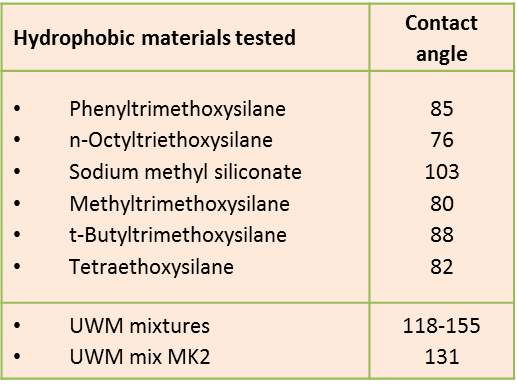 Hydrophobic materials tested
Contact
angle
• Phenyltrimethoxysilane 85
• n-Octyltriethoxysilane 76
• Sodium methyl siliconate 103
• Methyltrimethoxysilane 80
• t-Butyltrimethoxysilane 88
• Tetraethoxysilane 82
• UWM mixtures 118-155
• UWM mix MK2 131